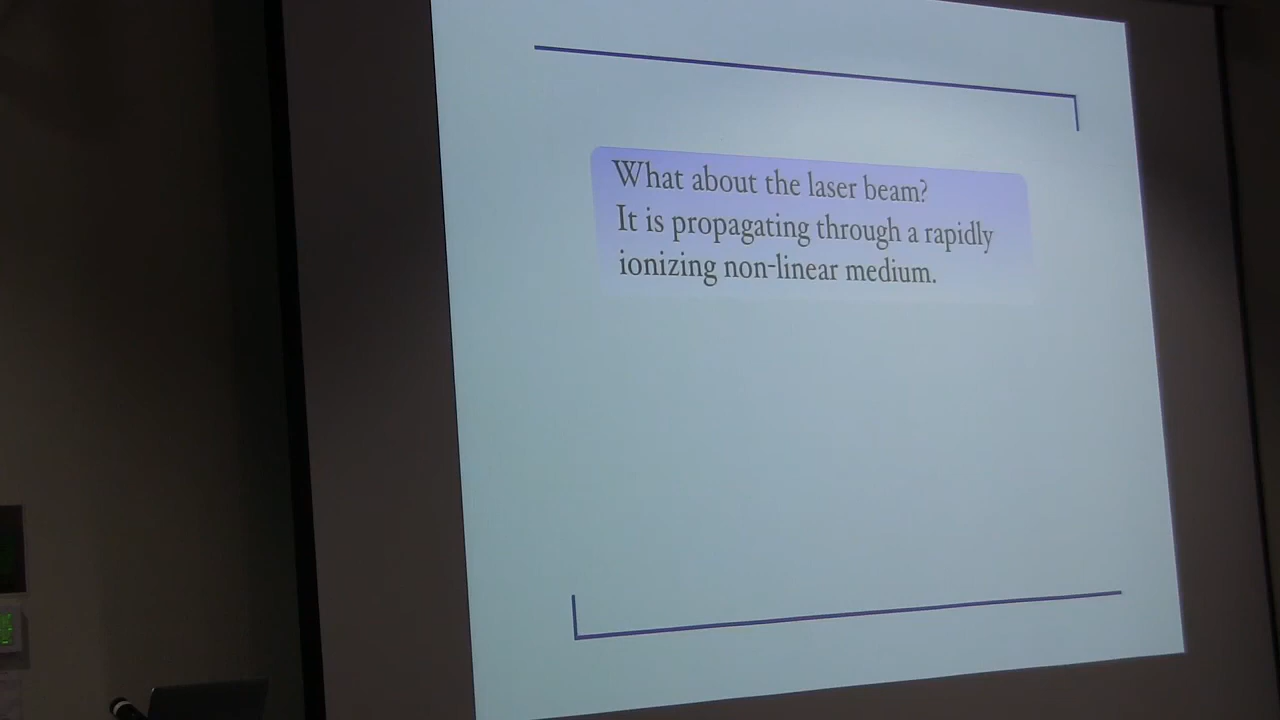 What about the laser beam?
It is propagating through a rapidly
ionizing non-linear medium.